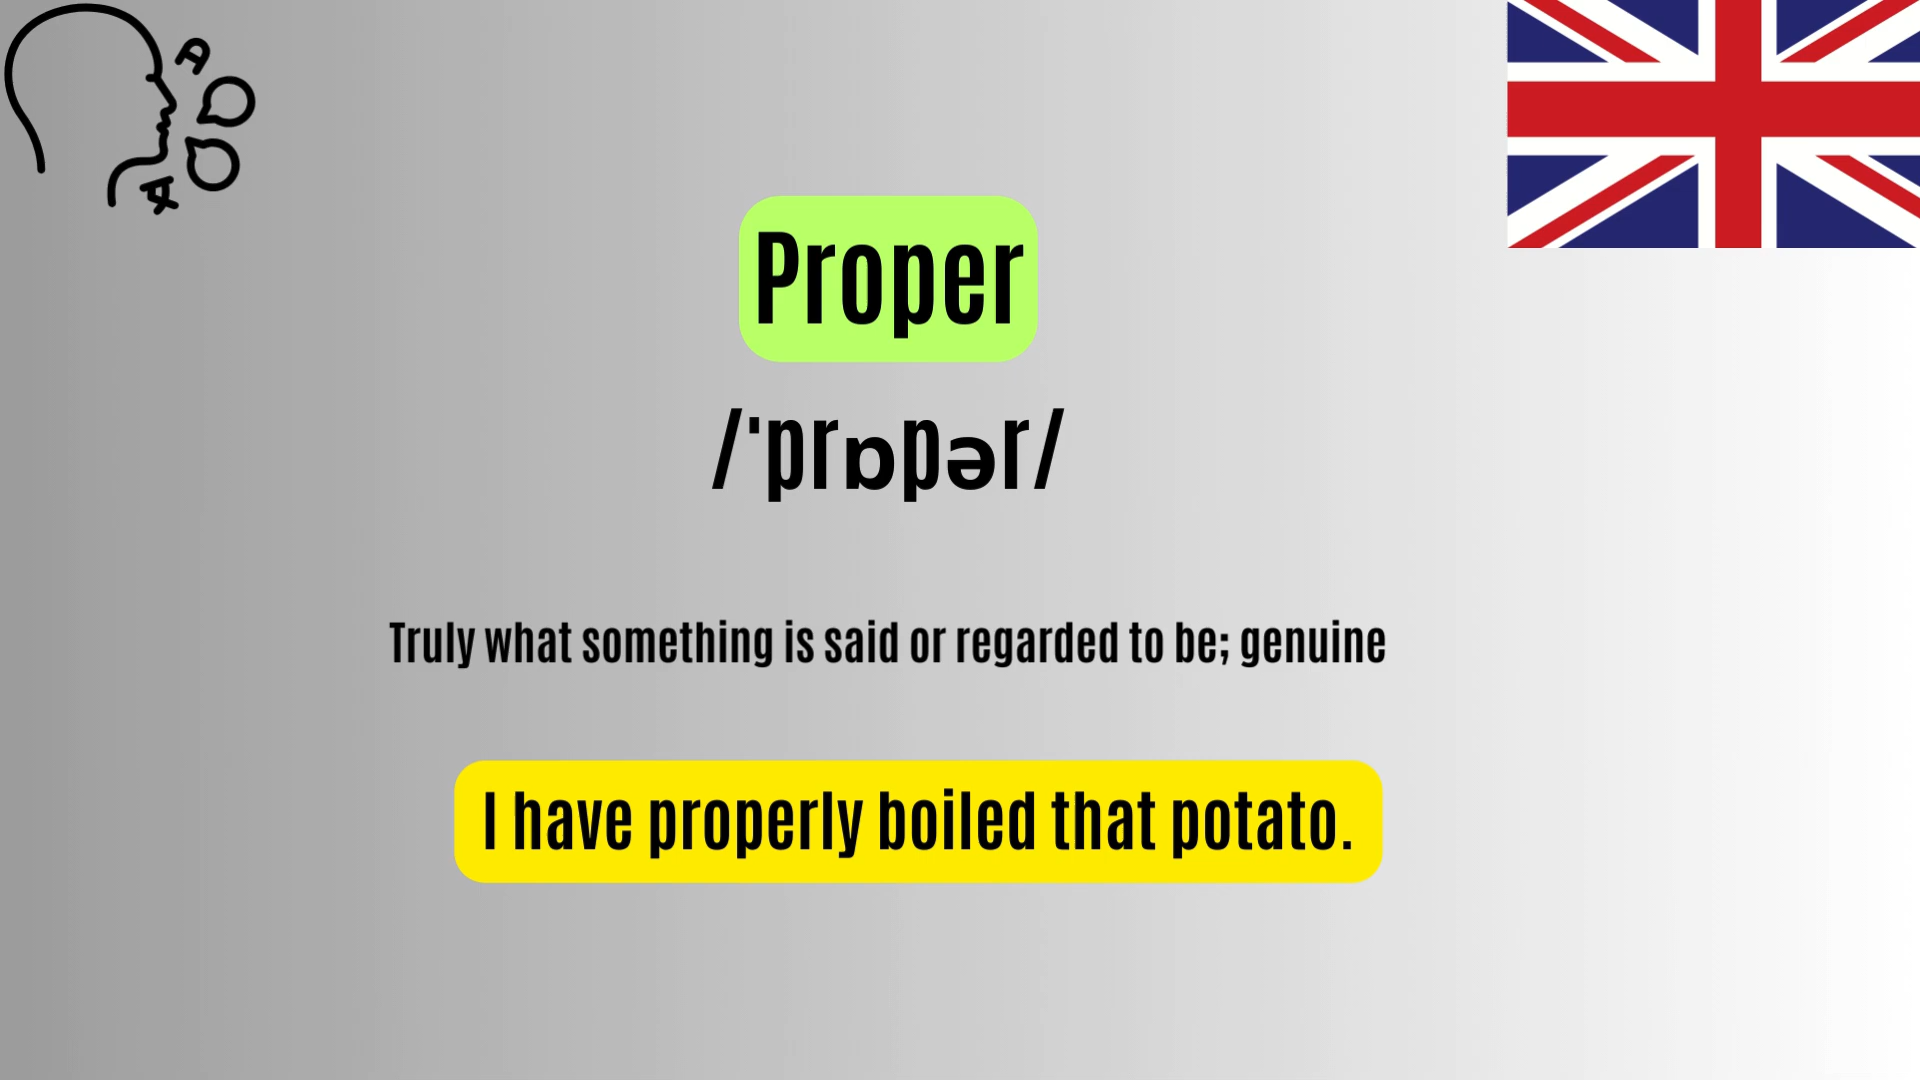 Proper
/ˈprɒpər/
Truly what something is said or regarded to be; genuine
I have properly boiled that potato.